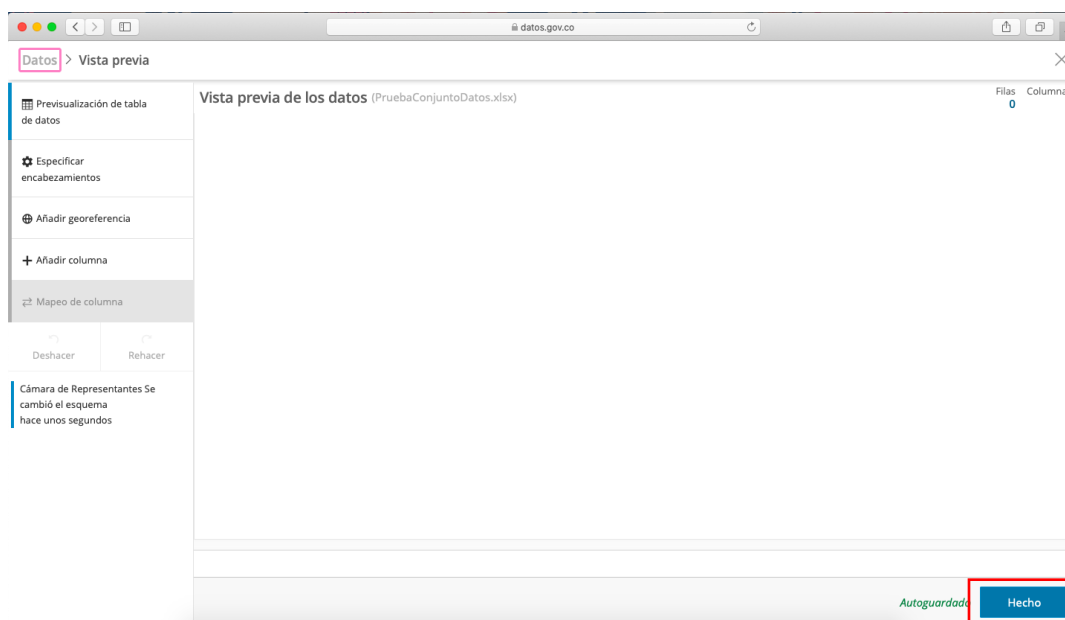 datos.gov.co
Datos > Vista previa
Previsualización de tabla
de datos
Vista previa de los datos (PruebaConjuntoDatos.xlsx)
Filas Columna
0
Especificar
encabezamientos
Añadir georeferencia
Añadir columna
Mapeo de columna
Deshacer Rehacer
Cámara de Representantes Se
cambió el esquema
hace unos segundos
Autoguardado Hecho